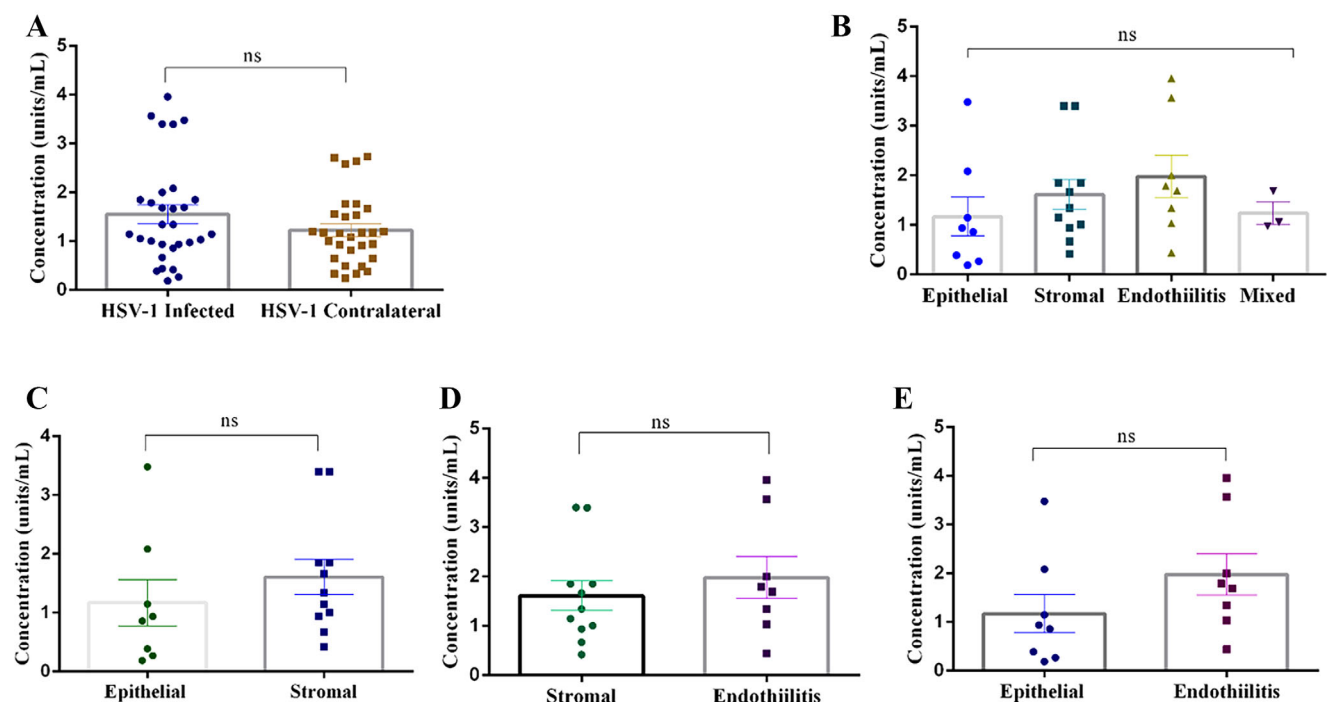 A
Concentration (units/mL)
5
4
3
2
1
0
ns
HSV-1 Infected HSV-1 Contralateral
B
Concentration (units/mL)
5
4
3
2
1
0
ns
Epithelial Stromal Endothiilitis Mixed
C
Concentration (units/mL)
4
3
2
1
0
ns
Epithelial Stromal
D
Concentration (units/mL)
5
4
3
2
1
0
ns
Stromal Endothiilitis
E
Concentration (units/mL)
5
4
3
2
1
0
ns
Epithelial Endothiilitis